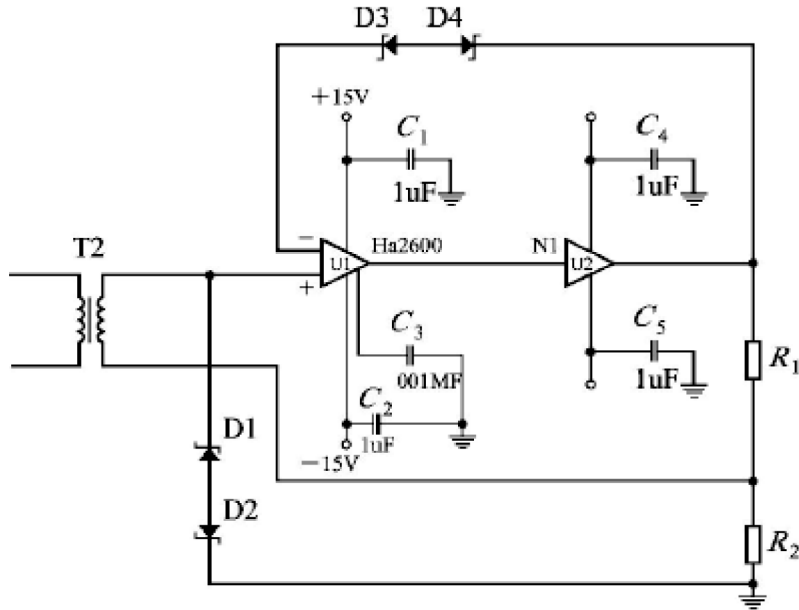 D3 D4
+15V
C1
1uF
C4
1uF
T2
−
U1
Ha2600
N1
U2
+
C3
001MF
C5
1uF
R1
C2
1uF
−15V
D1
D2
R2